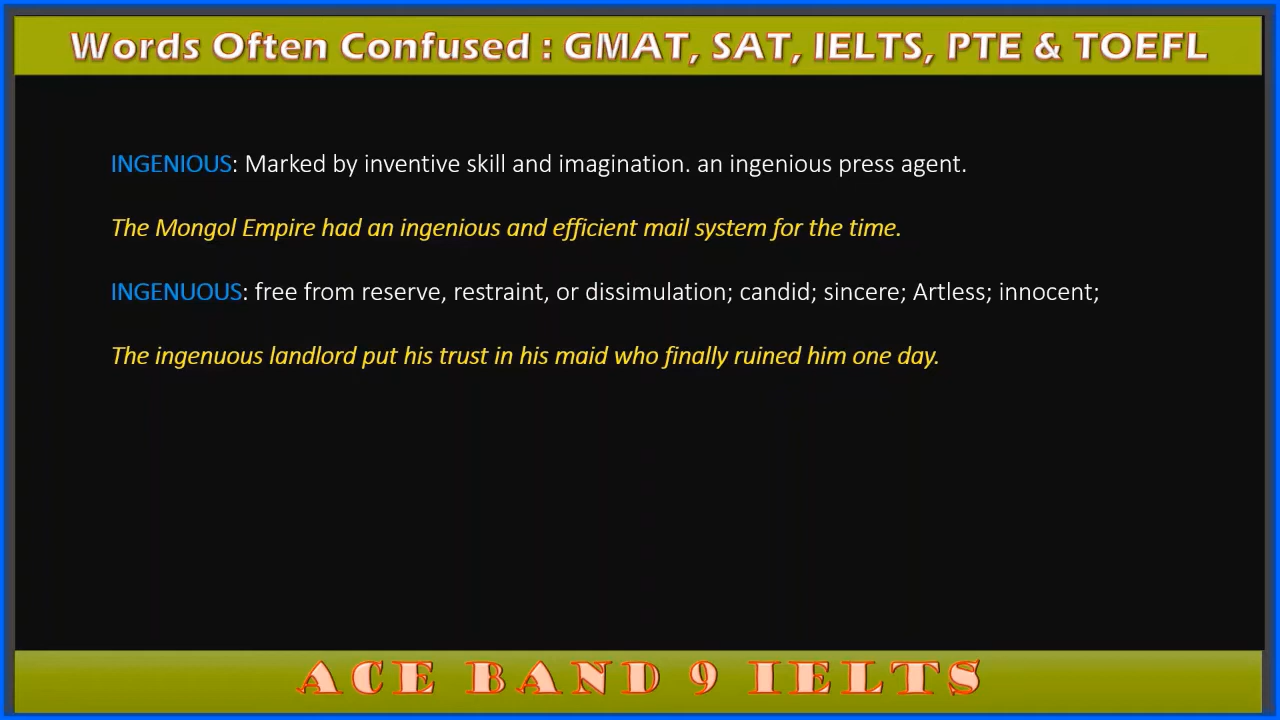 Words Often Confused : GMAT, SAT, IELTS, PTE & TOEFL
INGENIOUS: Marked by inventive skill and imagination. an ingenious press agent.
The Mongol Empire had an ingenious and efficient mail system for the time.
INGENUOUS: free from reserve, restraint, or dissimulation; candid; sincere; Artless; innocent;
The ingenuous landlord put his trust in his maid who finally ruined him one day.
ACE BAND 9 IELTS